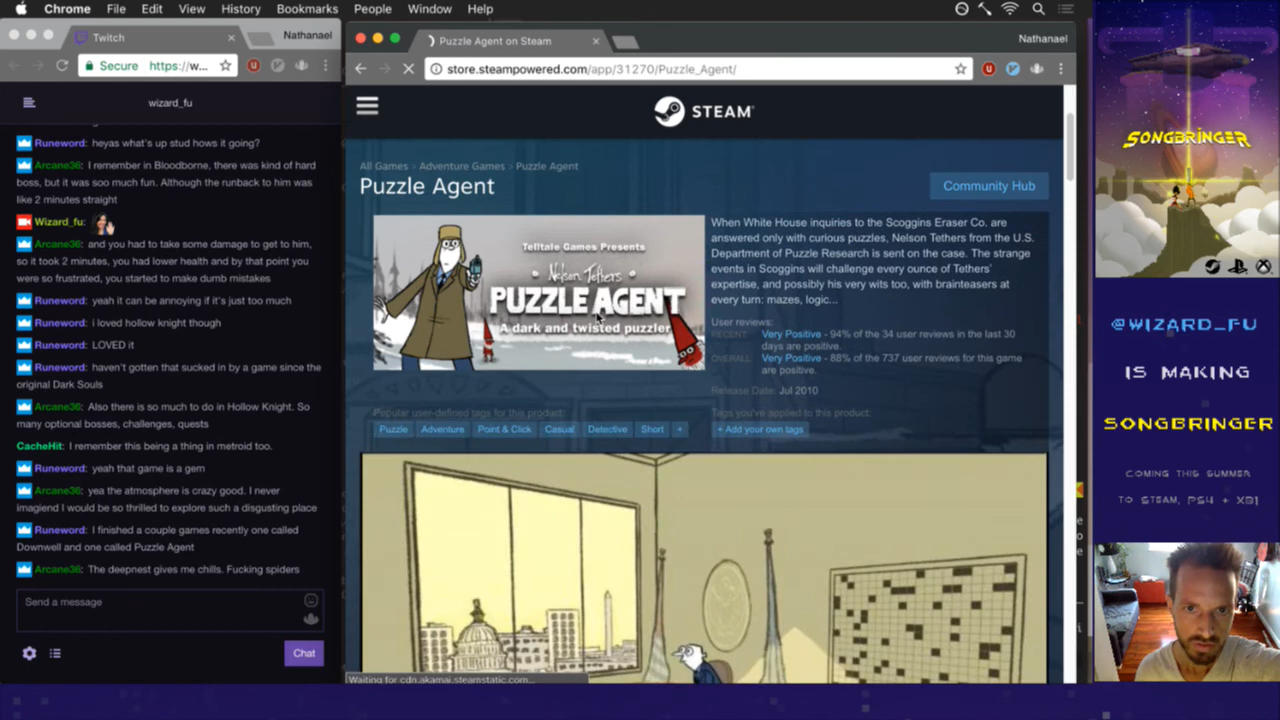 Chrome File Edit View History Bookmarks People Window Help
Twitch
Nathanael
Secure https://w...
wizard_fu
Runeword: heyas what's up stud hows it going?
Arcane36: I remember in Bloodborne, there was kind of hard
boss, but it was soo much fun. Although the runback to him was
like 2 minutes straight
Wizard_fu:
Arcane36: and you had to take some damage to get to him,
so it took 2 minutes, you had lower health and by that point you
were so frustrated, you started to make dumb mistakes
Runeword: yeah it can be annoying if it's just too much
Runeword: i loved hollow knight though
Runeword: LOVED it
Runeword: haven't gotten that sucked in by a game since the
original Dark Souls
Arcane36: Also there is so much to do in Hollow Knight. So
many optional bosses, challenges, quests
CacheHit: I remember this being a thing in metroid too.
Runeword: yeah that game is a gem
Arcane36: yea the atmosphere is crazy good. I never
imagiend I would be so thrilled to explore such a disgusting place
Runeword: I finished a couple games recently one called
Downwell and one called Puzzle Agent
Arcane36: The deepnest gives me chills. Fucking spiders
Send a message
Chat
Puzzle Agent on Steam
Nathanael
store.steampowered.com/app/31270/Puzzle_Agent/
STEAM
All Games > Adventure Games > Puzzle Agent
Puzzle Agent
Community Hub
Telltale Games Presents
Nelson Tethers
PUZZLE AGENT
A dark and twisted puzzler
When White House inquiries to the Scoggins Eraser Co. are
answered only with curious puzzles, Nelson Tethers from the U.S.
Department of Puzzle Research is sent on the case. The strange
events in Scoggins will challenge every ounce of Tethers'
expertise, and possibly his very wits too, with brainteasers at
every turn: mazes, logic...
User reviews:
RECENT: Very Positive - 94% of the 34 user reviews in the last 30
days are positive.
OVERALL: Very Positive - 88% of the 737 user reviews for this game
are positive.
Release Date: Jul 2010
Popular user-defined tags for this product:
Puzzle Adventure Point & Click Casual Detective Short +
Tags you've applied to this product:
+ Add your own tags
Waiting for cdn.akamai.steamstatic.com...
SONGBRINGER
@WIZARD_FU
IS MAKING
SONGBRINGER
COMING THIS SUMMER
TO STEAM, PS4 + XB1